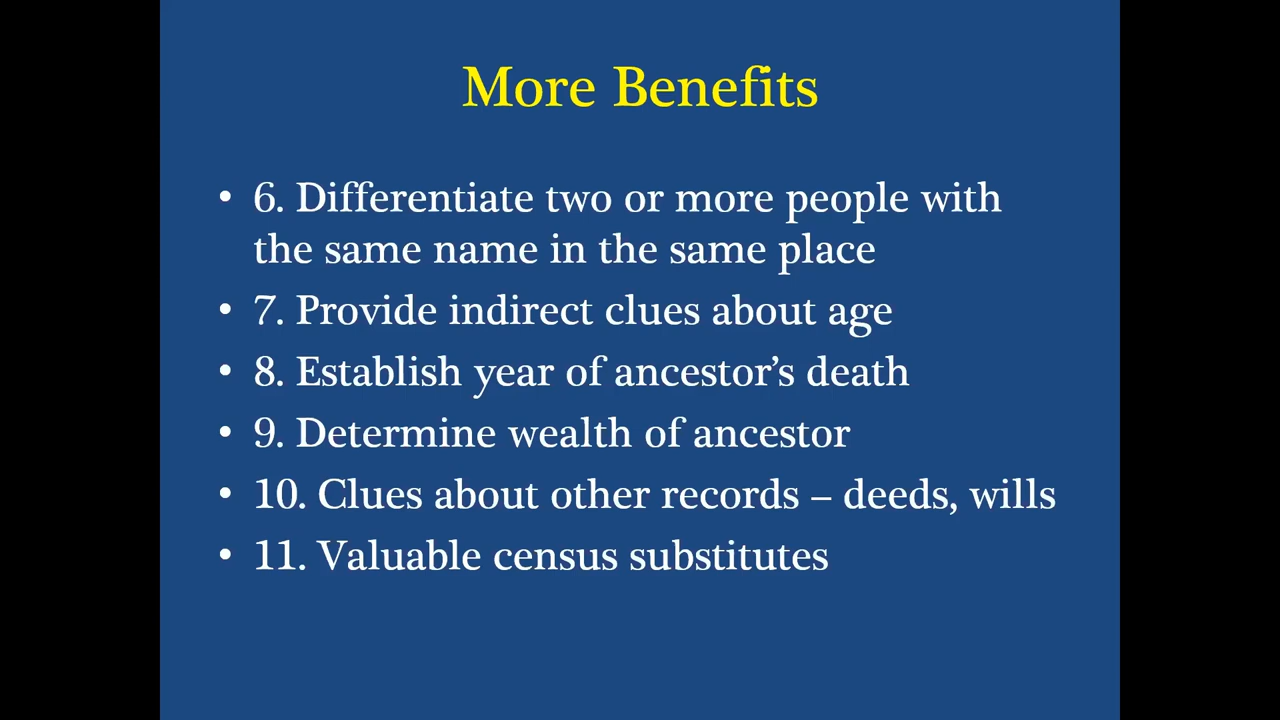 More Benefits
• 6. Differentiate two or more people with
the same name in the same place
• 7. Provide indirect clues about age
• 8. Establish year of ancestor’s death
• 9. Determine wealth of ancestor
• 10. Clues about other records – deeds, wills
• 11. Valuable census substitutes